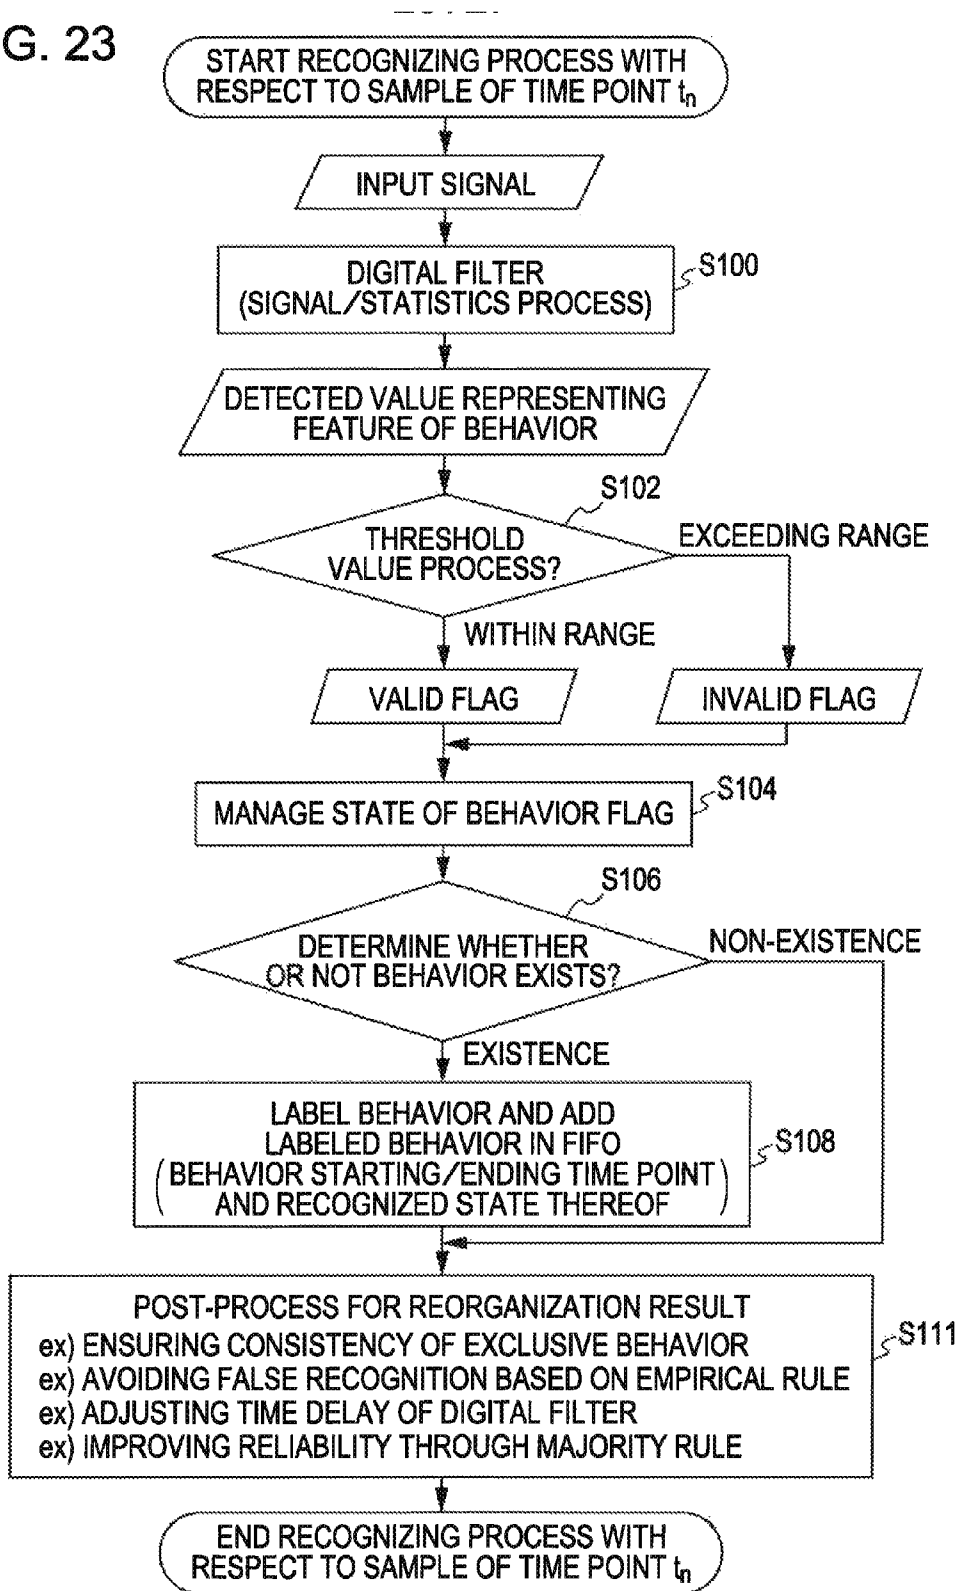 G. 23
START RECOGNIZING PROCESS WITH
RESPECT TO SAMPLE OF TIME POINT tn
INPUT SIGNAL
DIGITAL FILTER
(SIGNAL/STATISTICS PROCESS)
S100
DETECTED VALUE REPRESENTING
FEATURE OF BEHAVIOR
S102
THRESHOLD
VALUE PROCESS?
EXCEEDING RANGE
WITHIN RANGE
VALID FLAG
INVALID FLAG
MANAGE STATE OF BEHAVIOR FLAG
S104
S106
DETERMINE WHETHER
OR NOT BEHAVIOR EXISTS?
NON-EXISTENCE
EXISTENCE
LABEL BEHAVIOR AND ADD
LABELED BEHAVIOR IN FIFO
(BEHAVIOR STARTING/ENDING TIME POINT
AND RECOGNIZED STATE THEREOF)
S108
POST-PROCESS FOR REORGANIZATION RESULT
ex) ENSURING CONSISTENCY OF EXCLUSIVE BEHAVIOR
ex) AVOIDING FALSE RECOGNITION BASED ON EMPIRICAL RULE
ex) ADJUSTING TIME DELAY OF DIGITAL FILTER
ex) IMPROVING RELIABILITY THROUGH MAJORITY RULE
S111
END RECOGNIZING PROCESS WITH
RESPECT TO SAMPLE OF TIME POINT tn